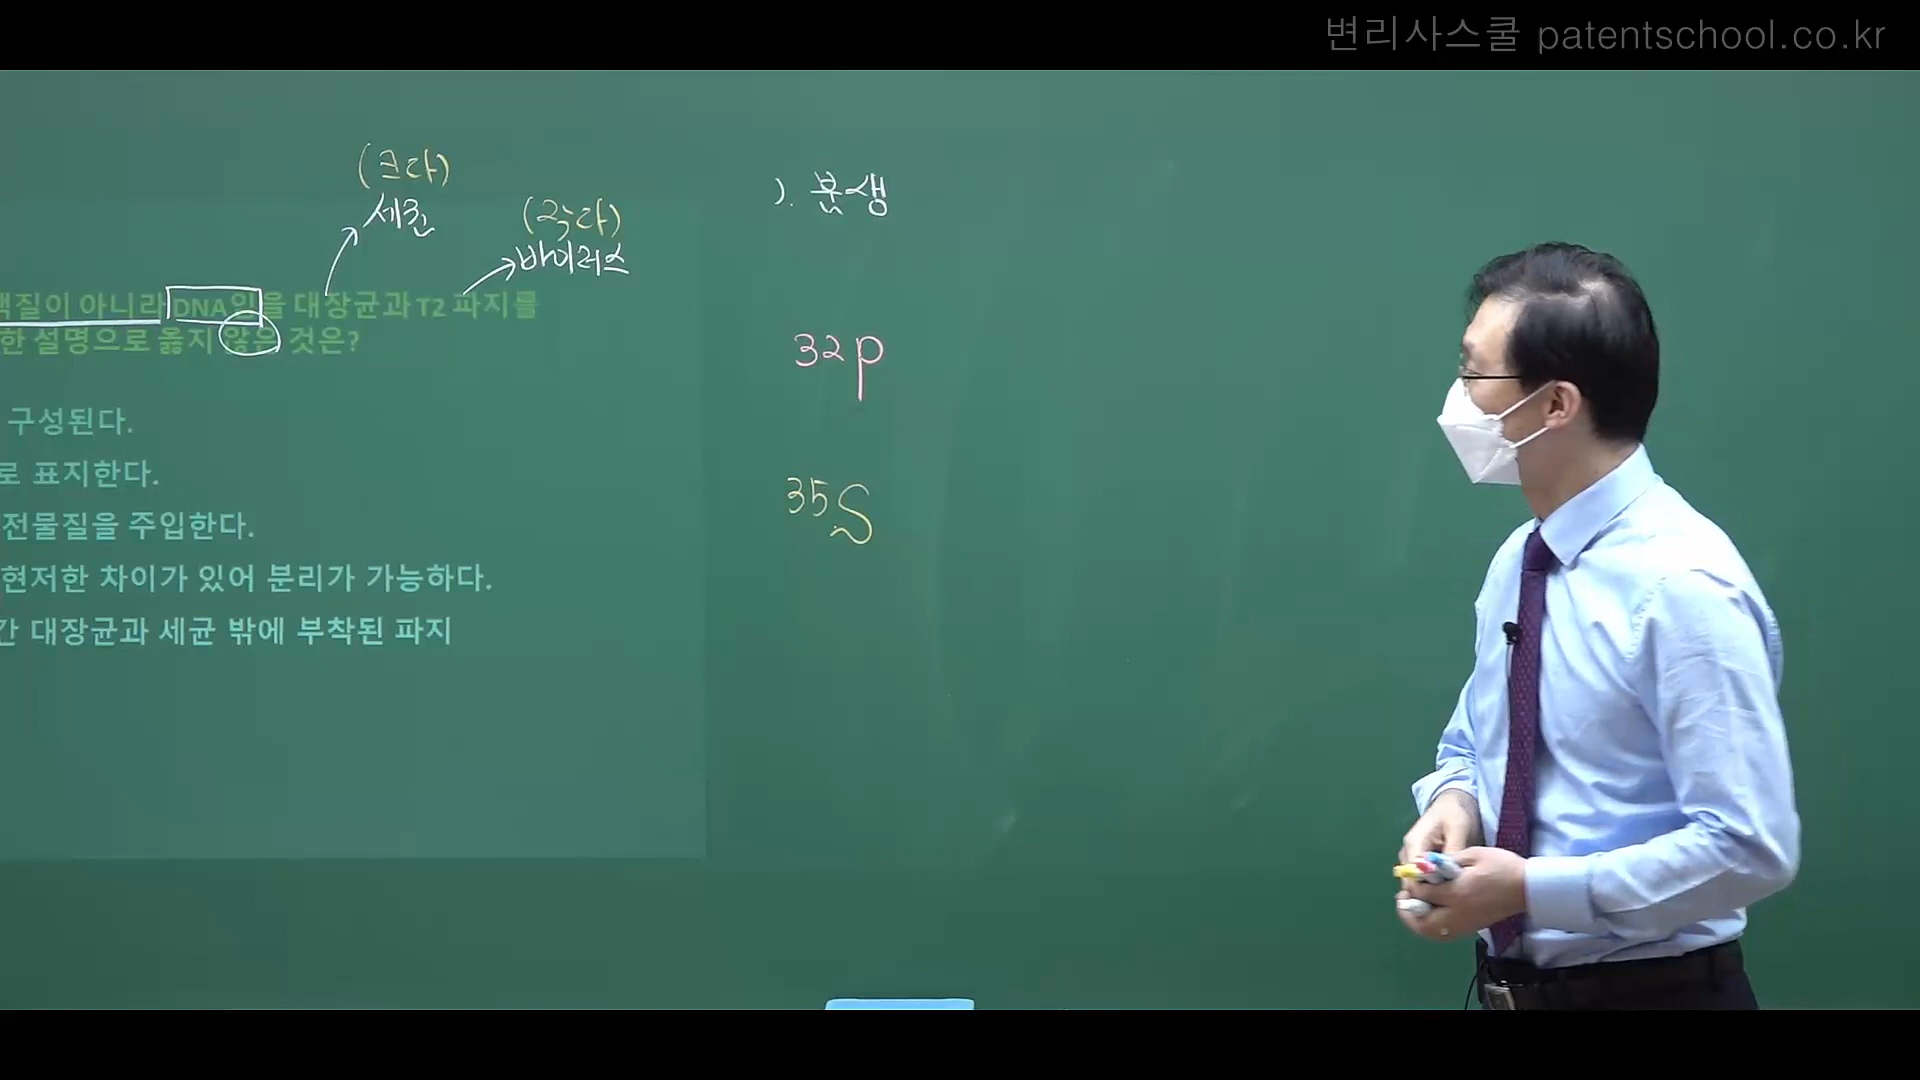 변리사스쿨 patentschool.co.kr
(크다)
세균
(작다)
바이러스
). 분생
백질이 아니라 DNA임을 대장균과 T2 파지를
한 설명으로 옳지 않은 것은?
32P
구성된다.
로 표지한다.
35S
전물질을 주입한다.
현저한 차이가 있어 분리가 가능하다.
간 대장균과 세균 밖에 부착된 파지